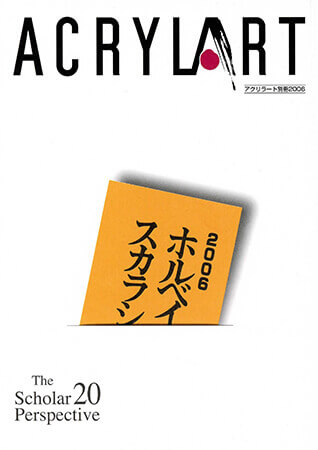 ACRYLART
アクリラート別冊2006
2006
ホルベイ
スカラシ
The
Scholar 20
Perspective